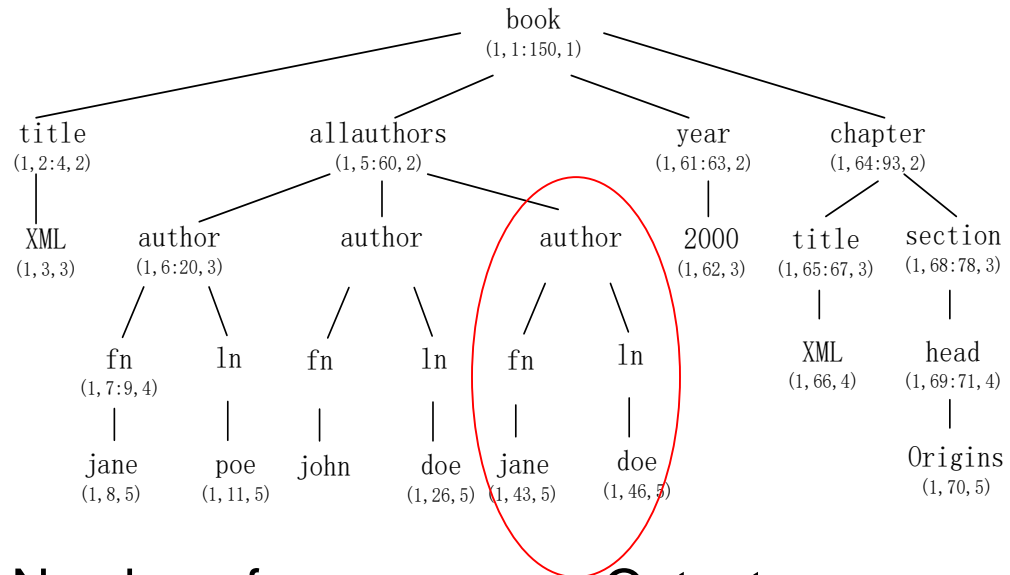 book
(1,1:150,1)
title allauthors year chapter
(1,2:4,2) (1,5:60,2) (1,61:63,2) (1,64:93,2)
XML author author author 2000 title section
(1,3,3) (1,6:20,3) (1,62,3) (1,65:67,3) (1,68:78,3)
fn ln fn ln fn ln XML head
(1,7:9,4) (1,66,4) (1,69:71,4)
jane poe john doe jane doe Origins
(1,8,5) (1,11,5) (1,26,5) (1,43,5) (1,46,5) (1,70,5)